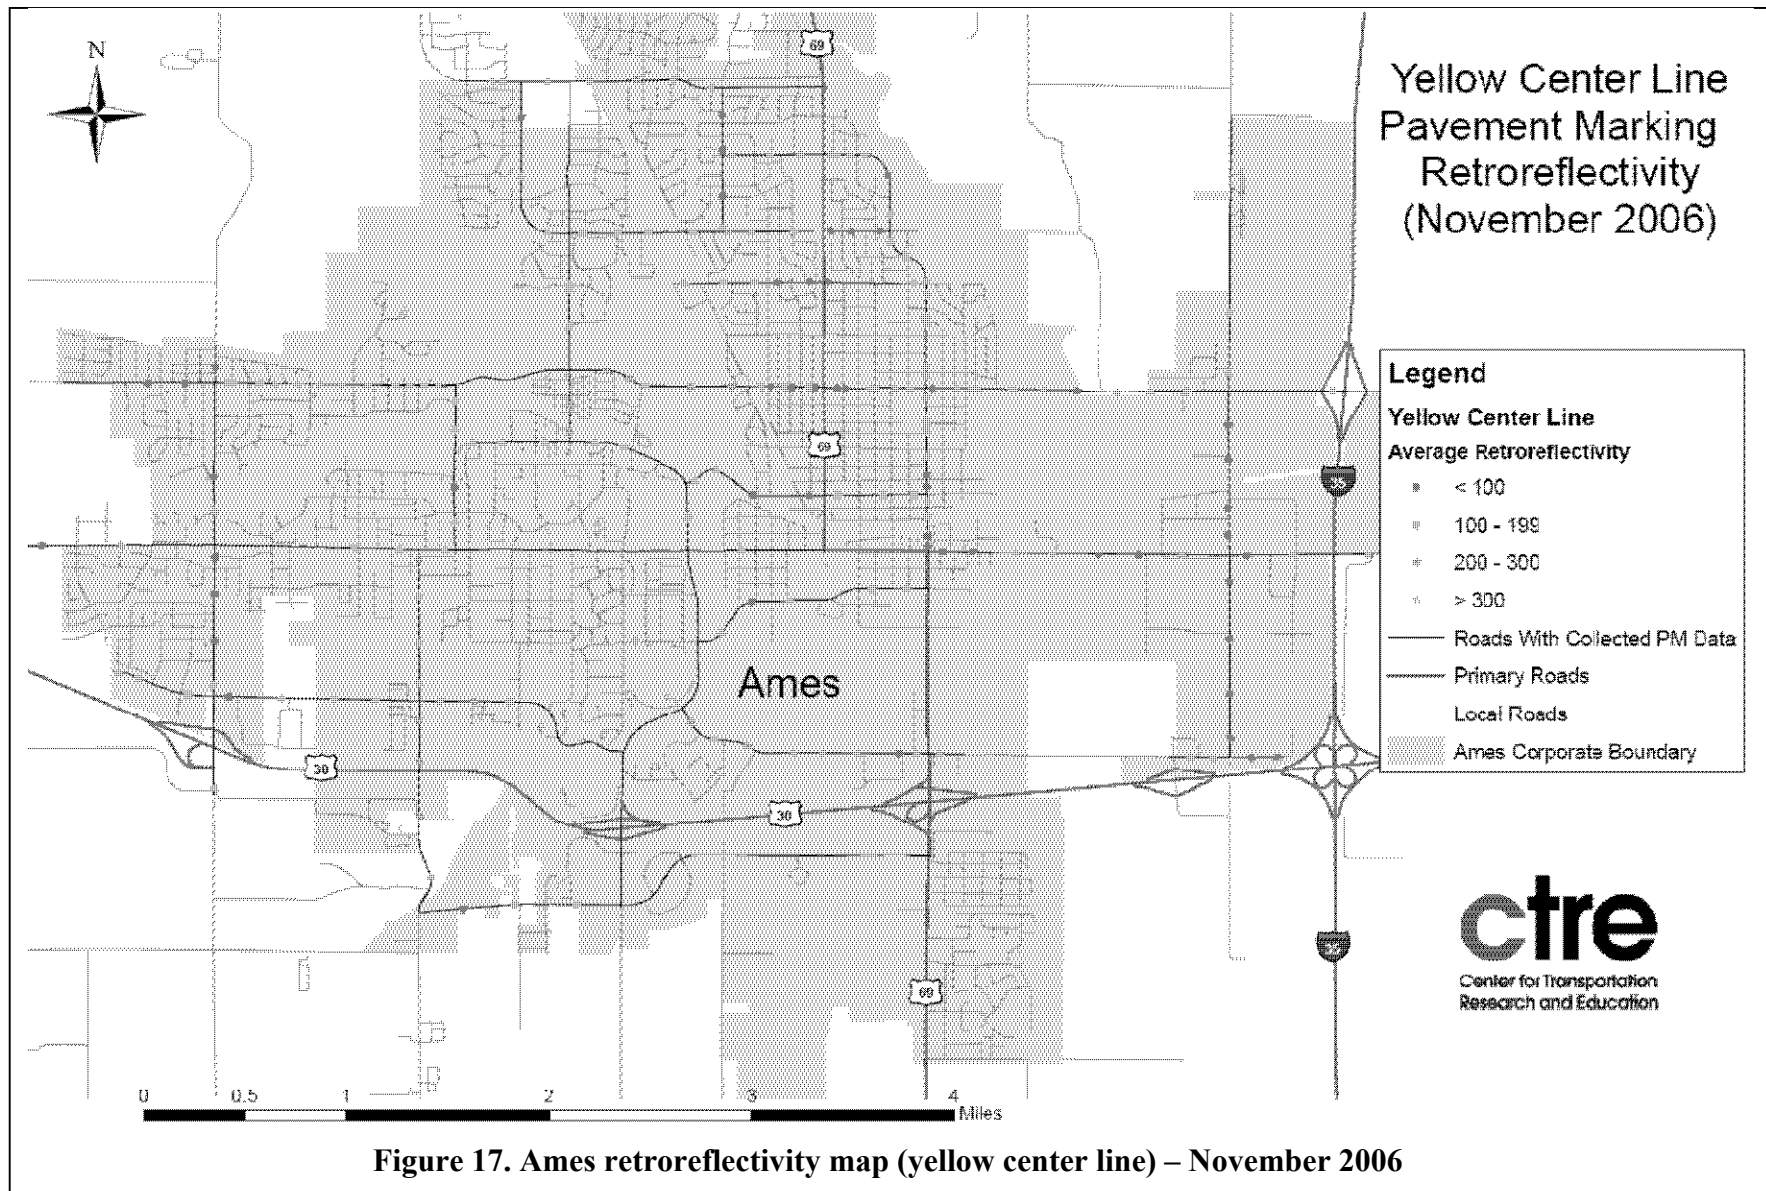 N
69
Yellow Center Line
Pavement Marking
Retroreflectivity
(November 2006)
Legend
Yellow Center Line
Average Retroreflectivity
< 100
100 - 199
200 - 300
> 300
Roads With Collected PM Data
Primary Roads
Local Roads
Ames Corporate Boundary
69
35
Ames
30
30
35
69
ctre
Center for Transportation
Research and Education
0 0.5 1 2 3 4
Miles
Figure 17. Ames retroreflectivity map (yellow center line) – November 2006